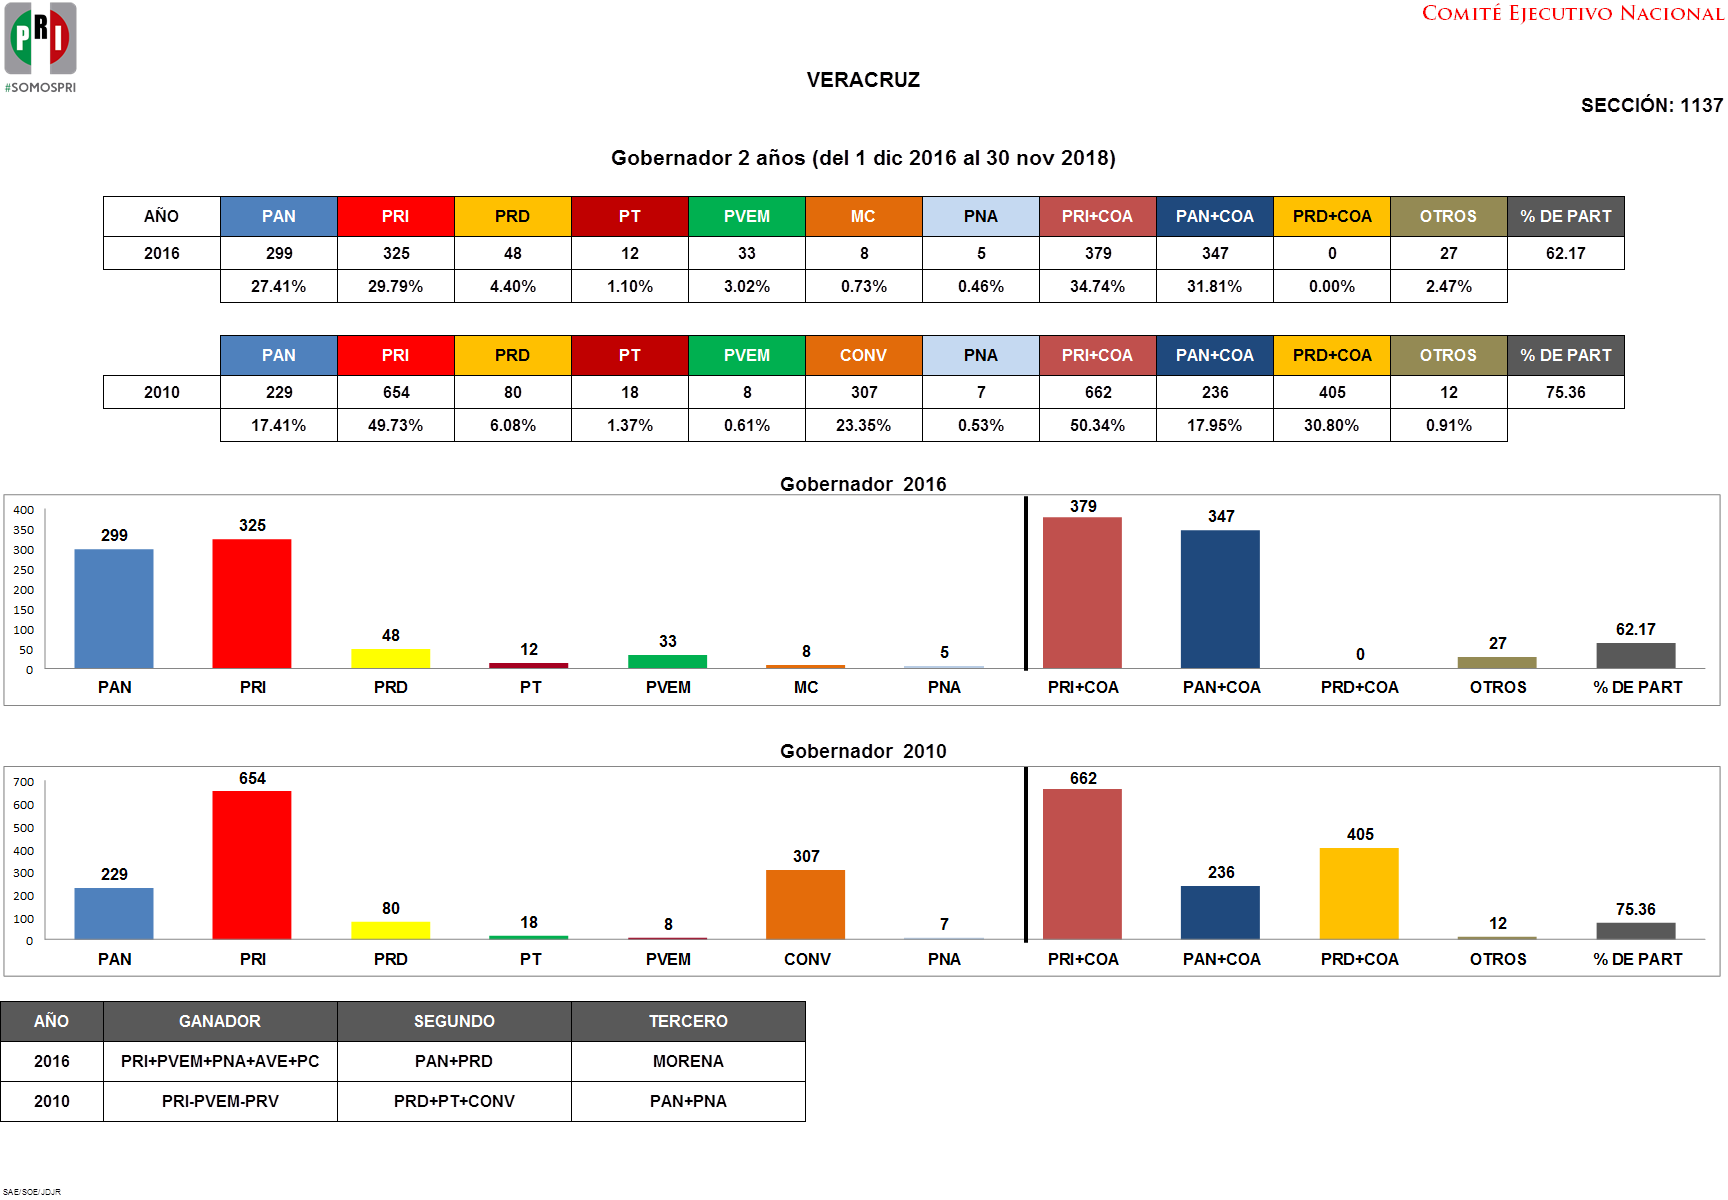 PRI
#SOMOSPRI
COMITÉ EJECUTIVO NACIONAL
VERACRUZ
SECCIÓN: 1137
Gobernador 2 años (del 1 dic 2016 al 30 nov 2018)
AÑO PAN PRI PRD PT PVEM MC PNA PRI+COA PAN+COA PRD+COA OTROS % DE PART
2016 299 325 48 12 33 8 5 379 347 0 27 62.17
27.41% 29.79% 4.40% 1.10% 3.02% 0.73% 0.46% 34.74% 31.81% 0.00% 2.47%
PAN PRI PRD PT PVEM CONV PNA PRI+COA PAN+COA PRD+COA OTROS % DE PART
2010 229 654 80 18 8 307 7 662 236 405 12 75.36
17.41% 49.73% 6.08% 1.37% 0.61% 23.35% 0.53% 50.34% 17.95% 30.80% 0.91%
Gobernador 2016
400
350
300
250
200
150
100
50
0
299 325 48 12 33 8 5 379 347 0 27 62.17
PAN PRI PRD PT PVEM MC PNA PRI+COA PAN+COA PRD+COA OTROS % DE PART
Gobernador 2010
700
600
500
400
300
200
100
0
229 654 80 18 8 307 7 662 236 405 12 75.36
PAN PRI PRD PT PVEM CONV PNA PRI+COA PAN+COA PRD+COA OTROS % DE PART
AÑO GANADOR SEGUNDO TERCERO
2016 PRI+PVEM+PNA+AVE+PC PAN+PRD MORENA
2010 PRI-PVEM-PRV PRD+PT+CONV PAN+PNA
SAE/SOE/JDJR